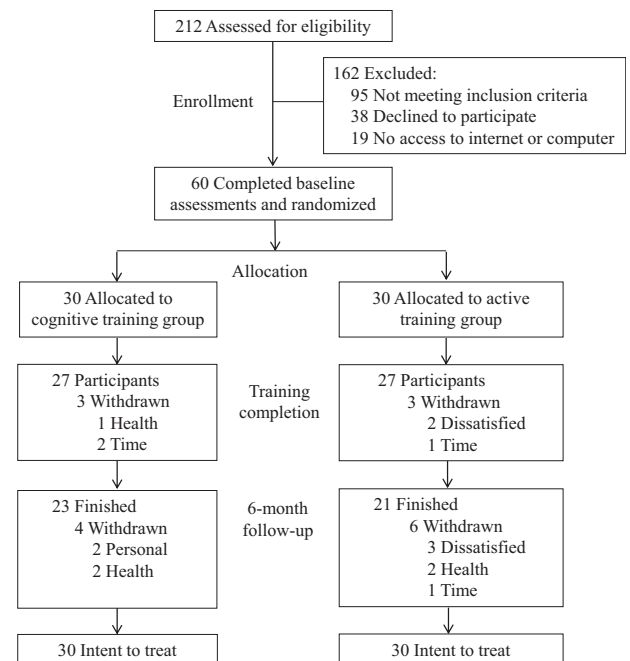 212 Assessed for eligibility
162 Excluded:
95 Not meeting inclusion criteria
38 Declined to participate
19 No access to internet or computer
Enrollment
60 Completed baseline
assessments and randomized
Allocation
30 Allocated to
cognitive training group
30 Allocated to active
training group
27 Participants
3 Withdrawn
1 Health
2 Time
Training
completion
27 Participants
3 Withdrawn
2 Dissatisfied
1 Time
23 Finished
4 Withdrawn
2 Personal
2 Health
6-month
follow-up
21 Finished
6 Withdrawn
3 Dissatisfied
2 Health
1 Time
30 Intent to treat
30 Intent to treat